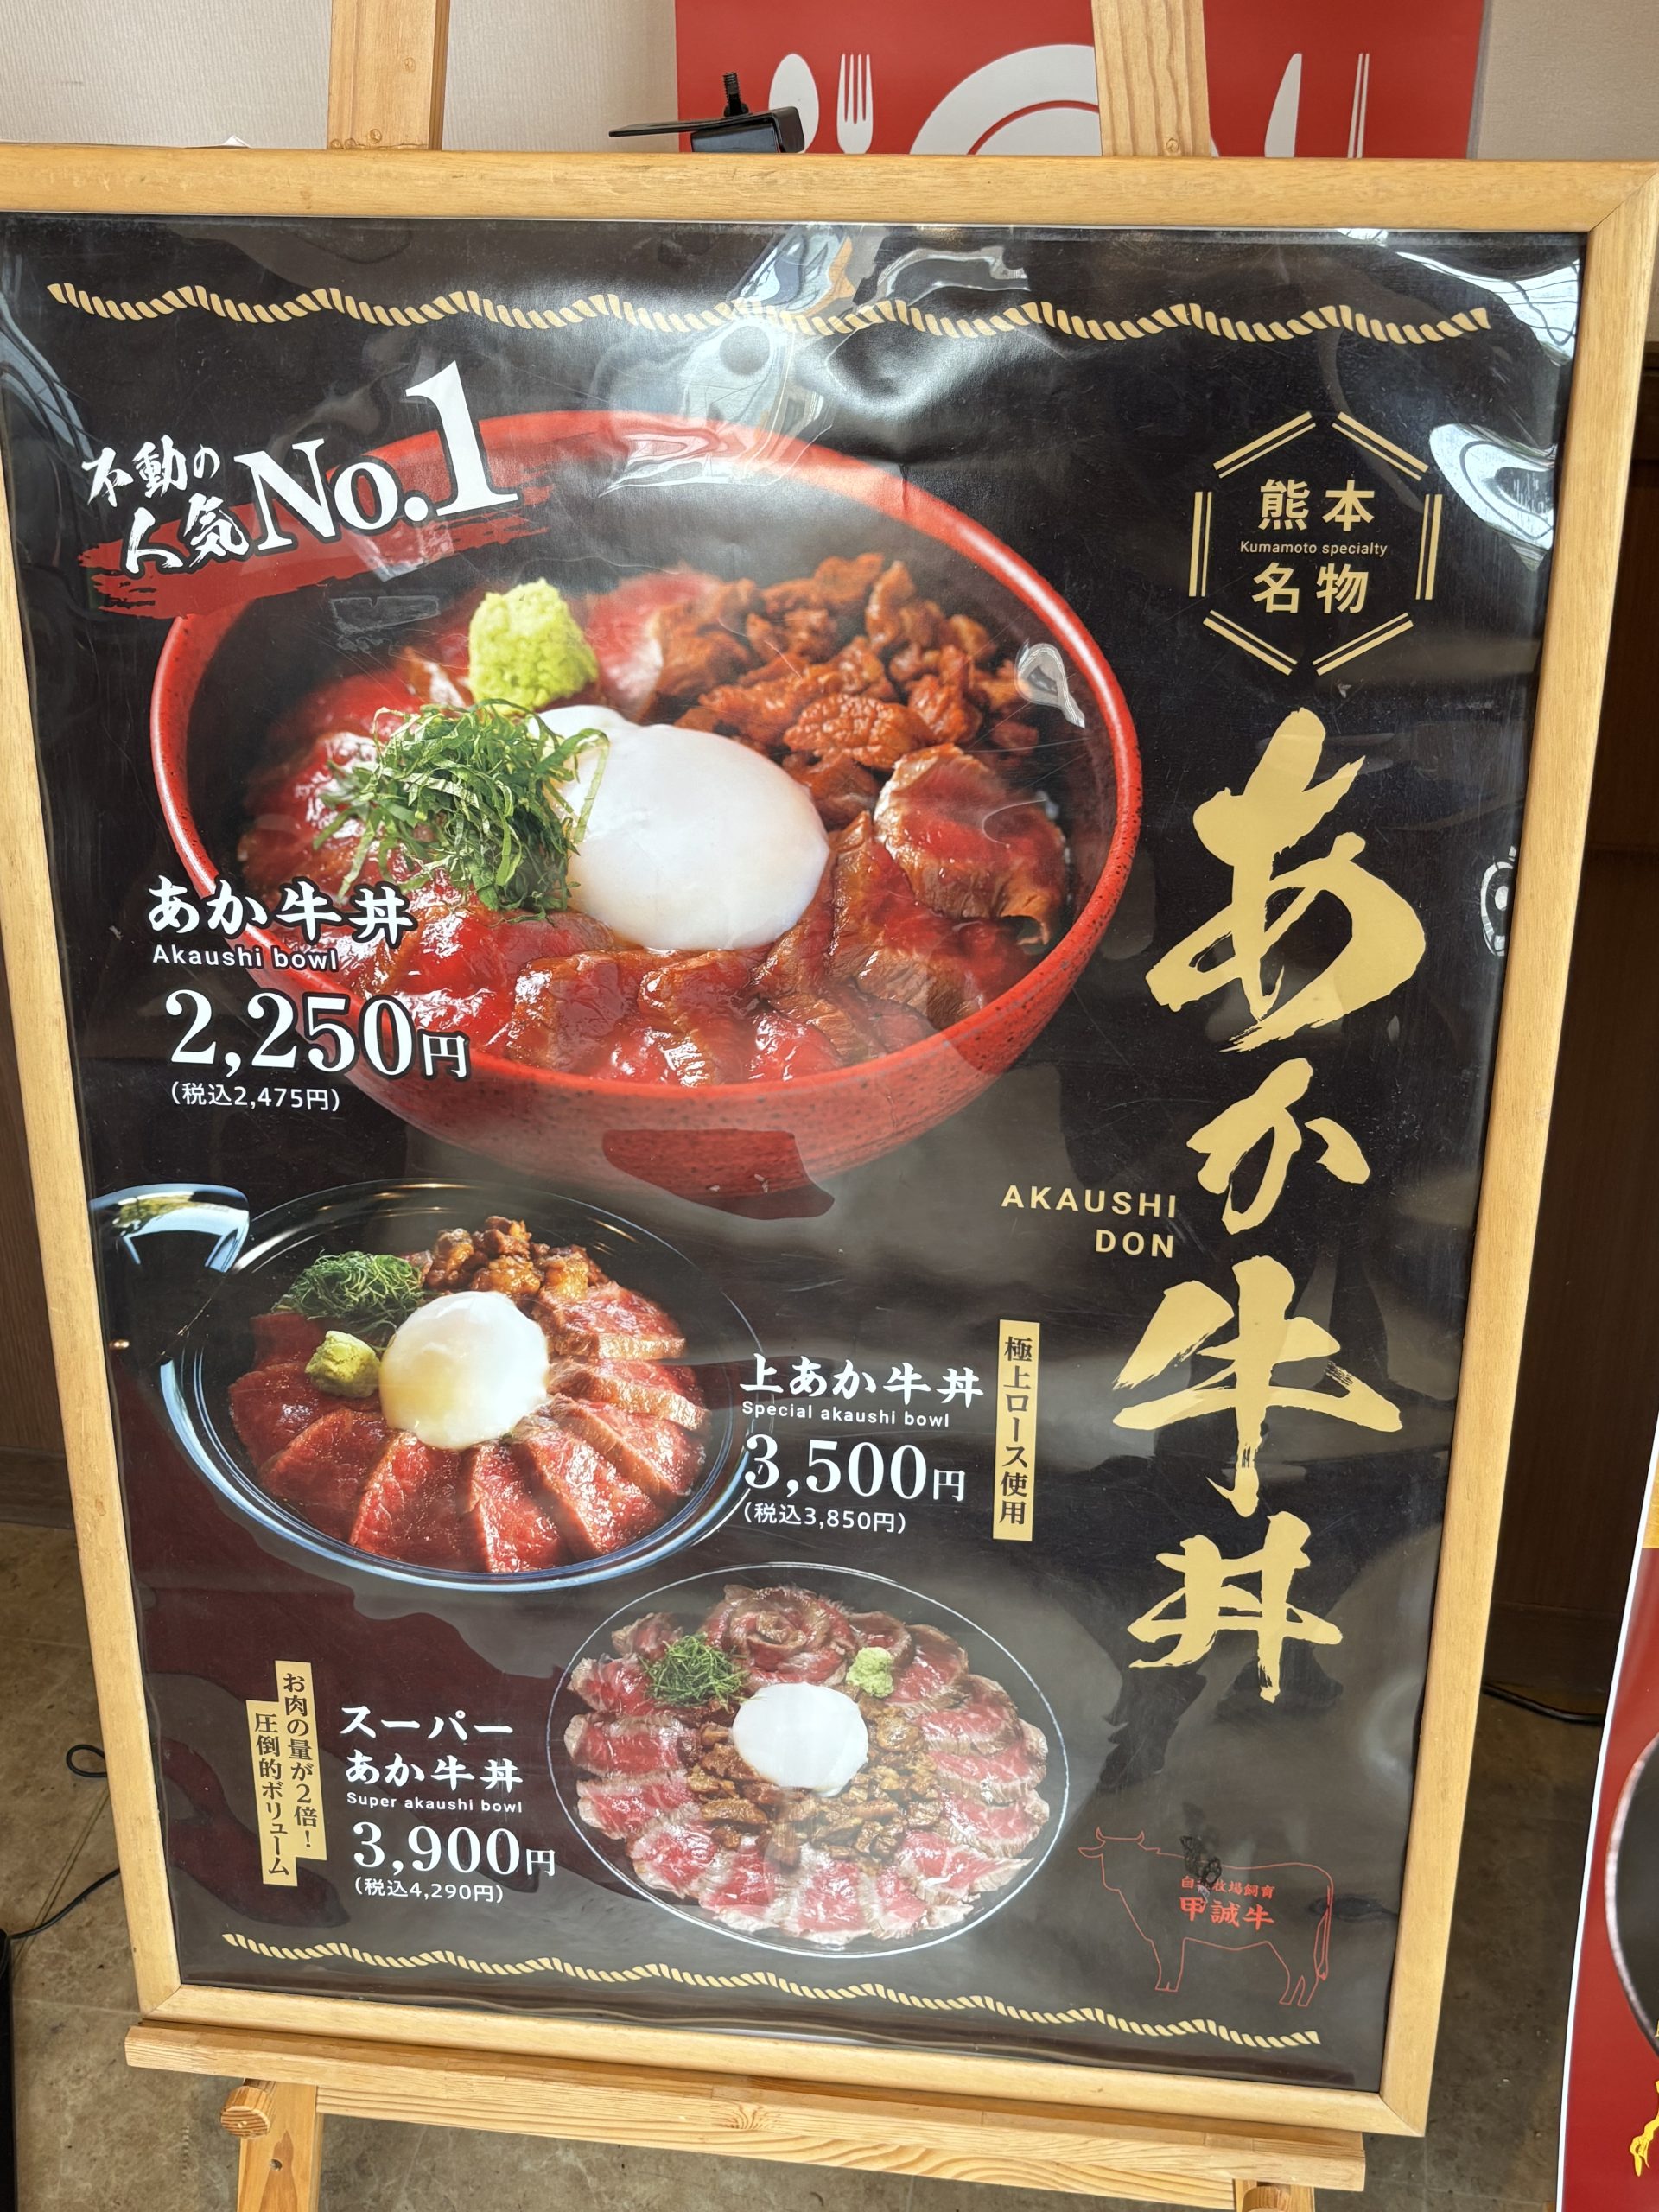 不動の
人気No.1
熊本
Kumamoto specialty
名物
あか牛丼
AKAUSHI
DON
あか牛丼
Akaushi bowl
2,250円
(税込2,475円)
上あか牛丼
Special akaushi bowl
3,500円
(税込3,850円)
極上ロース使用
お肉の量が2倍!
圧倒的ボリューム
スーパー
あか牛丼
Super akaushi bowl
3,900円
(税込4,290円)
牧場飼育
甲誠牛